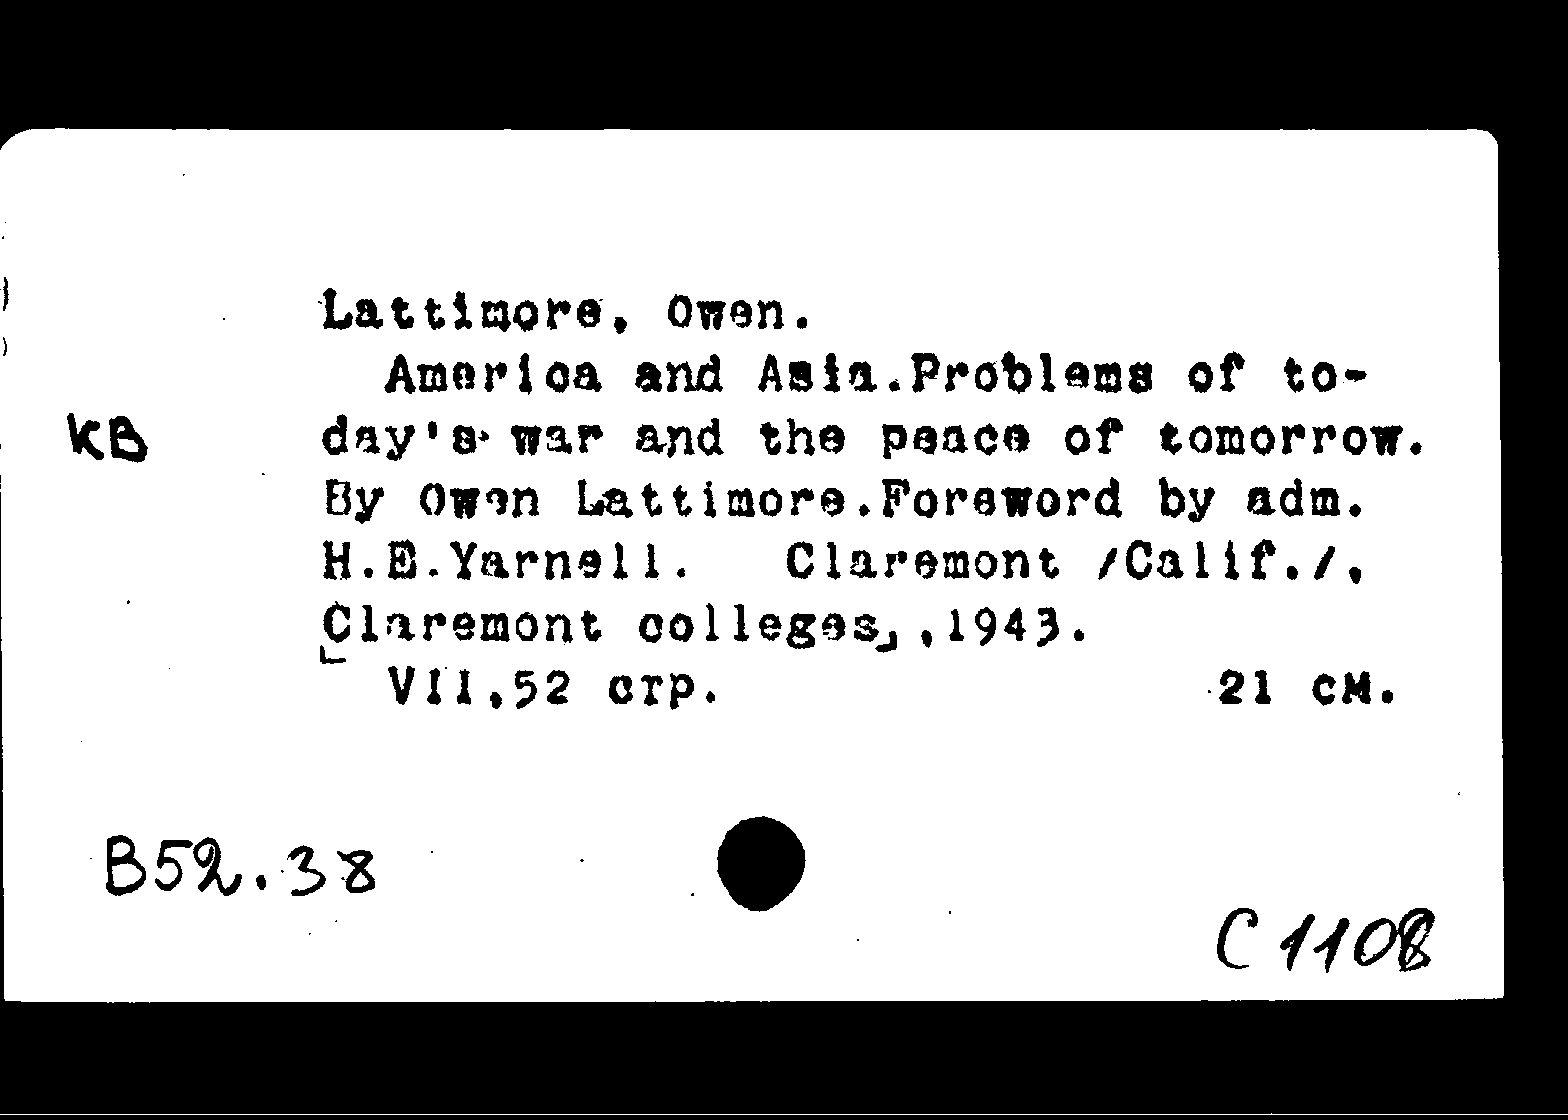 Lattimore, Owen.
America and Asia.Problems of to-
KB
day's war and the peace of tomorrow.
By Owen Lattimore.Foreword by adm.
H.E.Yarnell. Claremont /Calif./,
[Claremont colleges],,1943.
VII,52 стр. 21 см.
B52.38
C 1108